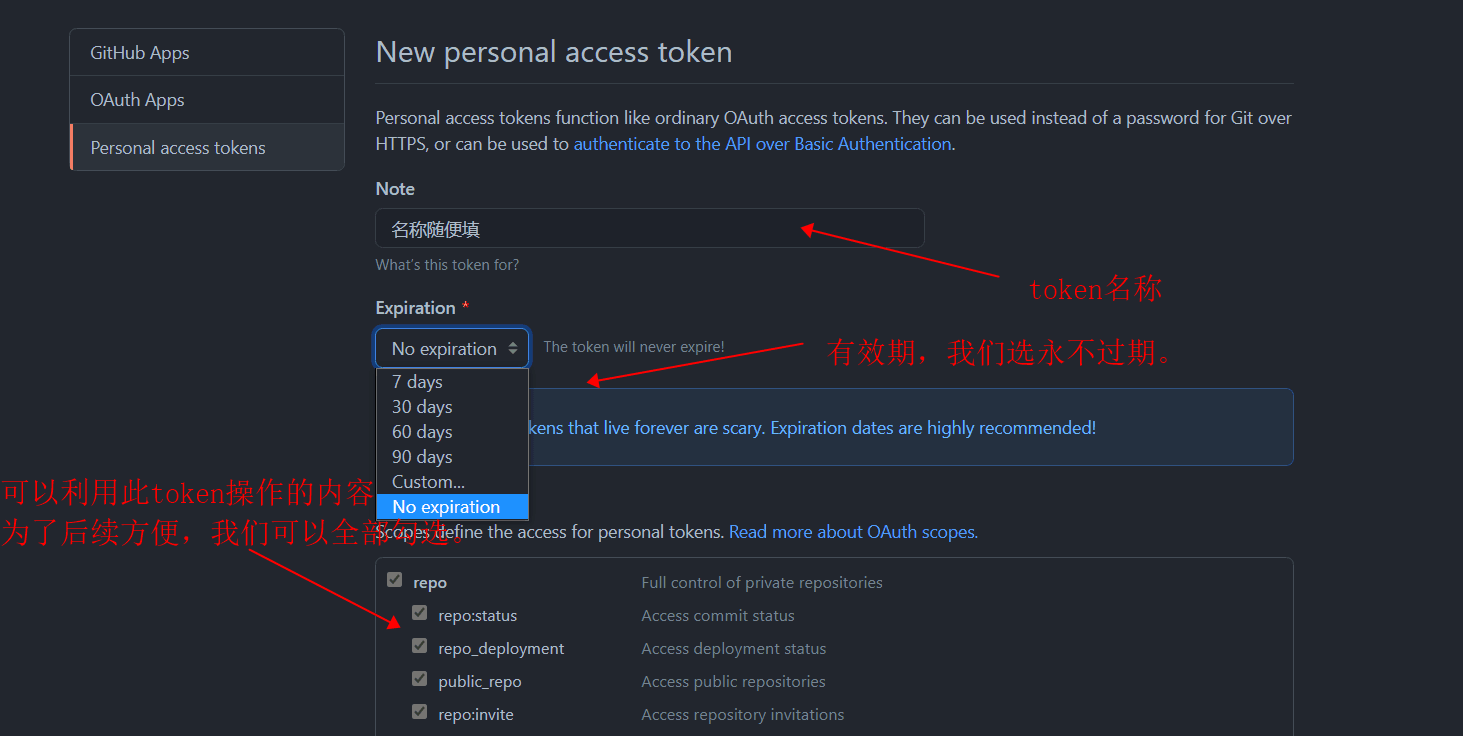 GitHub Apps
OAuth Apps
Personal access tokens
New personal access token
Personal access tokens function like ordinary OAuth access tokens. They can be used instead of a password for Git over
HTTPS, or can be used to authenticate to the API over Basic Authentication.
Note
名称随便填
What's this token for?
token名称
Expiration *
No expiration
The token will never expire!
有效期，我们选永不过期。
7 days
30 days
60 days
90 days
Custom...
No expiration
kens that live forever are scary. Expiration dates are highly recommended!
可以利用此token操作的内容
为了后续方便，我们可以全部勾选。
Scopes define the access for personal tokens. Read more about OAuth scopes.
repo Full control of private repositories
repo:status Access commit status
repo_deployment Access deployment status
public_repo Access public repositories
repo:invite Access repository invitations